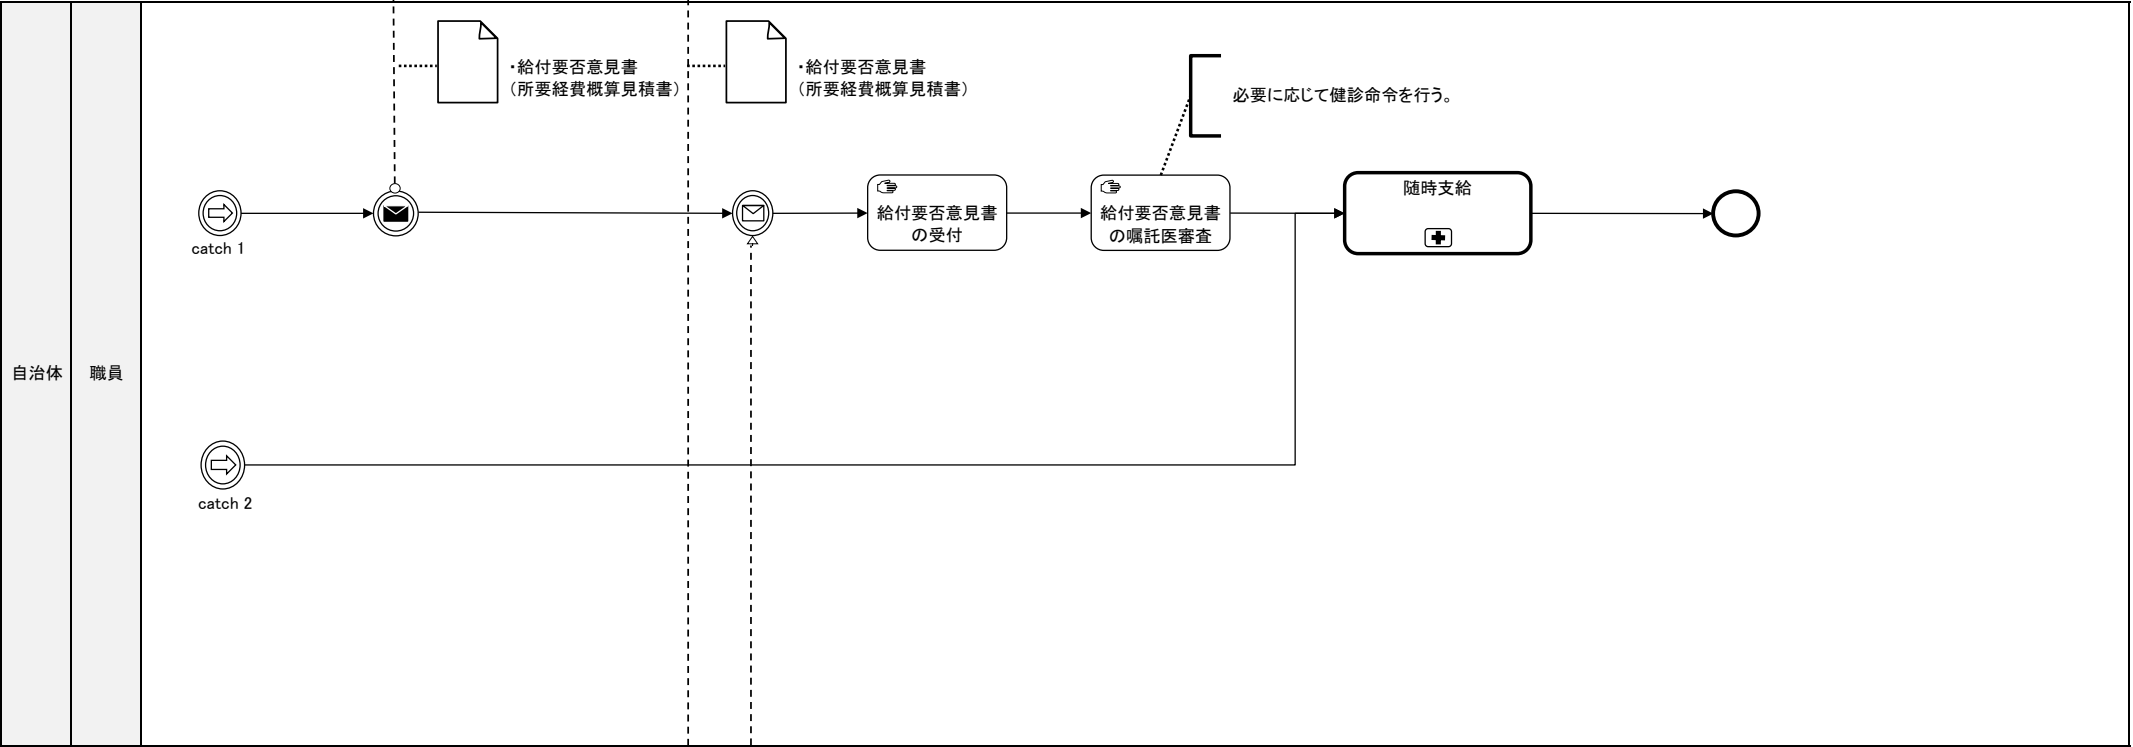 自治体
職員
・給付要否意見書
（所要経費概算見積書）
・給付要否意見書
（所要経費概算見積書）
必要に応じて健診命令を行う。
catch 1
給付要否意見書
の受付
給付要否意見書
の嘱託医審査
随時支給
catch 2